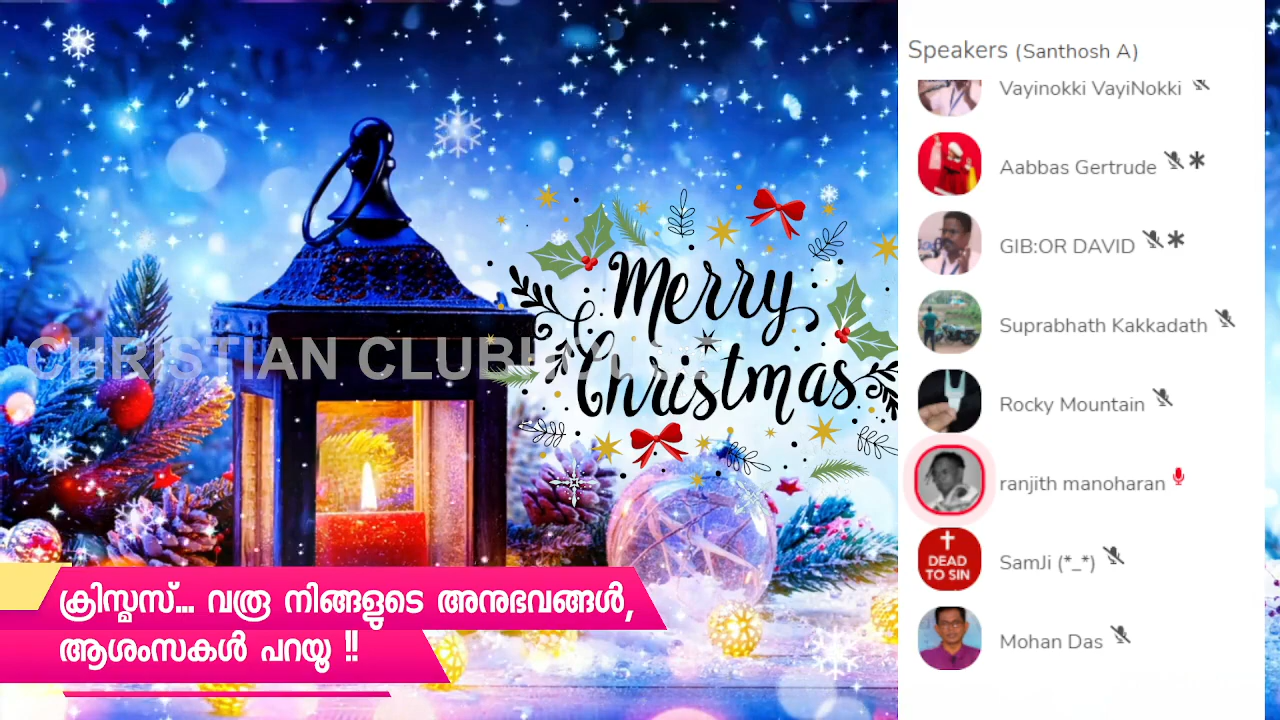 Merry
Christmas
CHRISTIAN CLUBHOUSE
ക്രിസ്മസ്... വരൂ നിങ്ങളുടെ അനുഭവങ്ങൾ,
ആശംസകൾ പറയൂ !!
Speakers (Santhosh A)
Vayinokki VayiNokki
Aabbas Gertrude
GIB:OR DAVID
Suprabhath Kakkadath
Rocky Mountain
ranjith manoharan
DEAD
TO SIN
SamJi (*_*)
Mohan Das